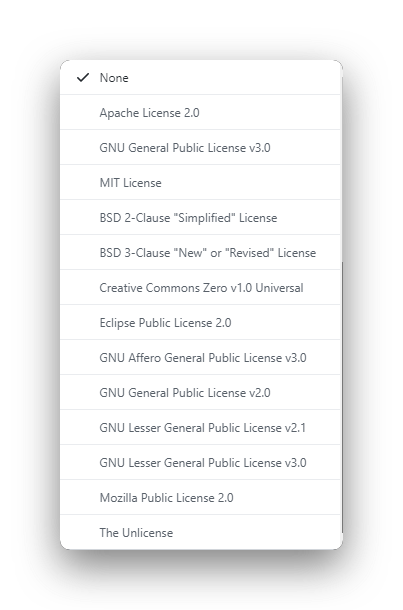 None
Apache License 2.0
GNU General Public License v3.0
MIT License
BSD 2-Clause "Simplified" License
BSD 3-Clause "New" or "Revised" License
Creative Commons Zero v1.0 Universal
Eclipse Public License 2.0
GNU Affero General Public License v3.0
GNU General Public License v2.0
GNU Lesser General Public License v2.1
GNU Lesser General Public License v3.0
Mozilla Public License 2.0
The Unlicense